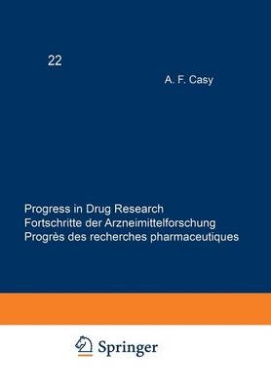 22
A. F. Casy
Progress in Drug Research
Fortschritte der Arzneimittelforschung
Progrès des recherches pharmaceutiques
Springer